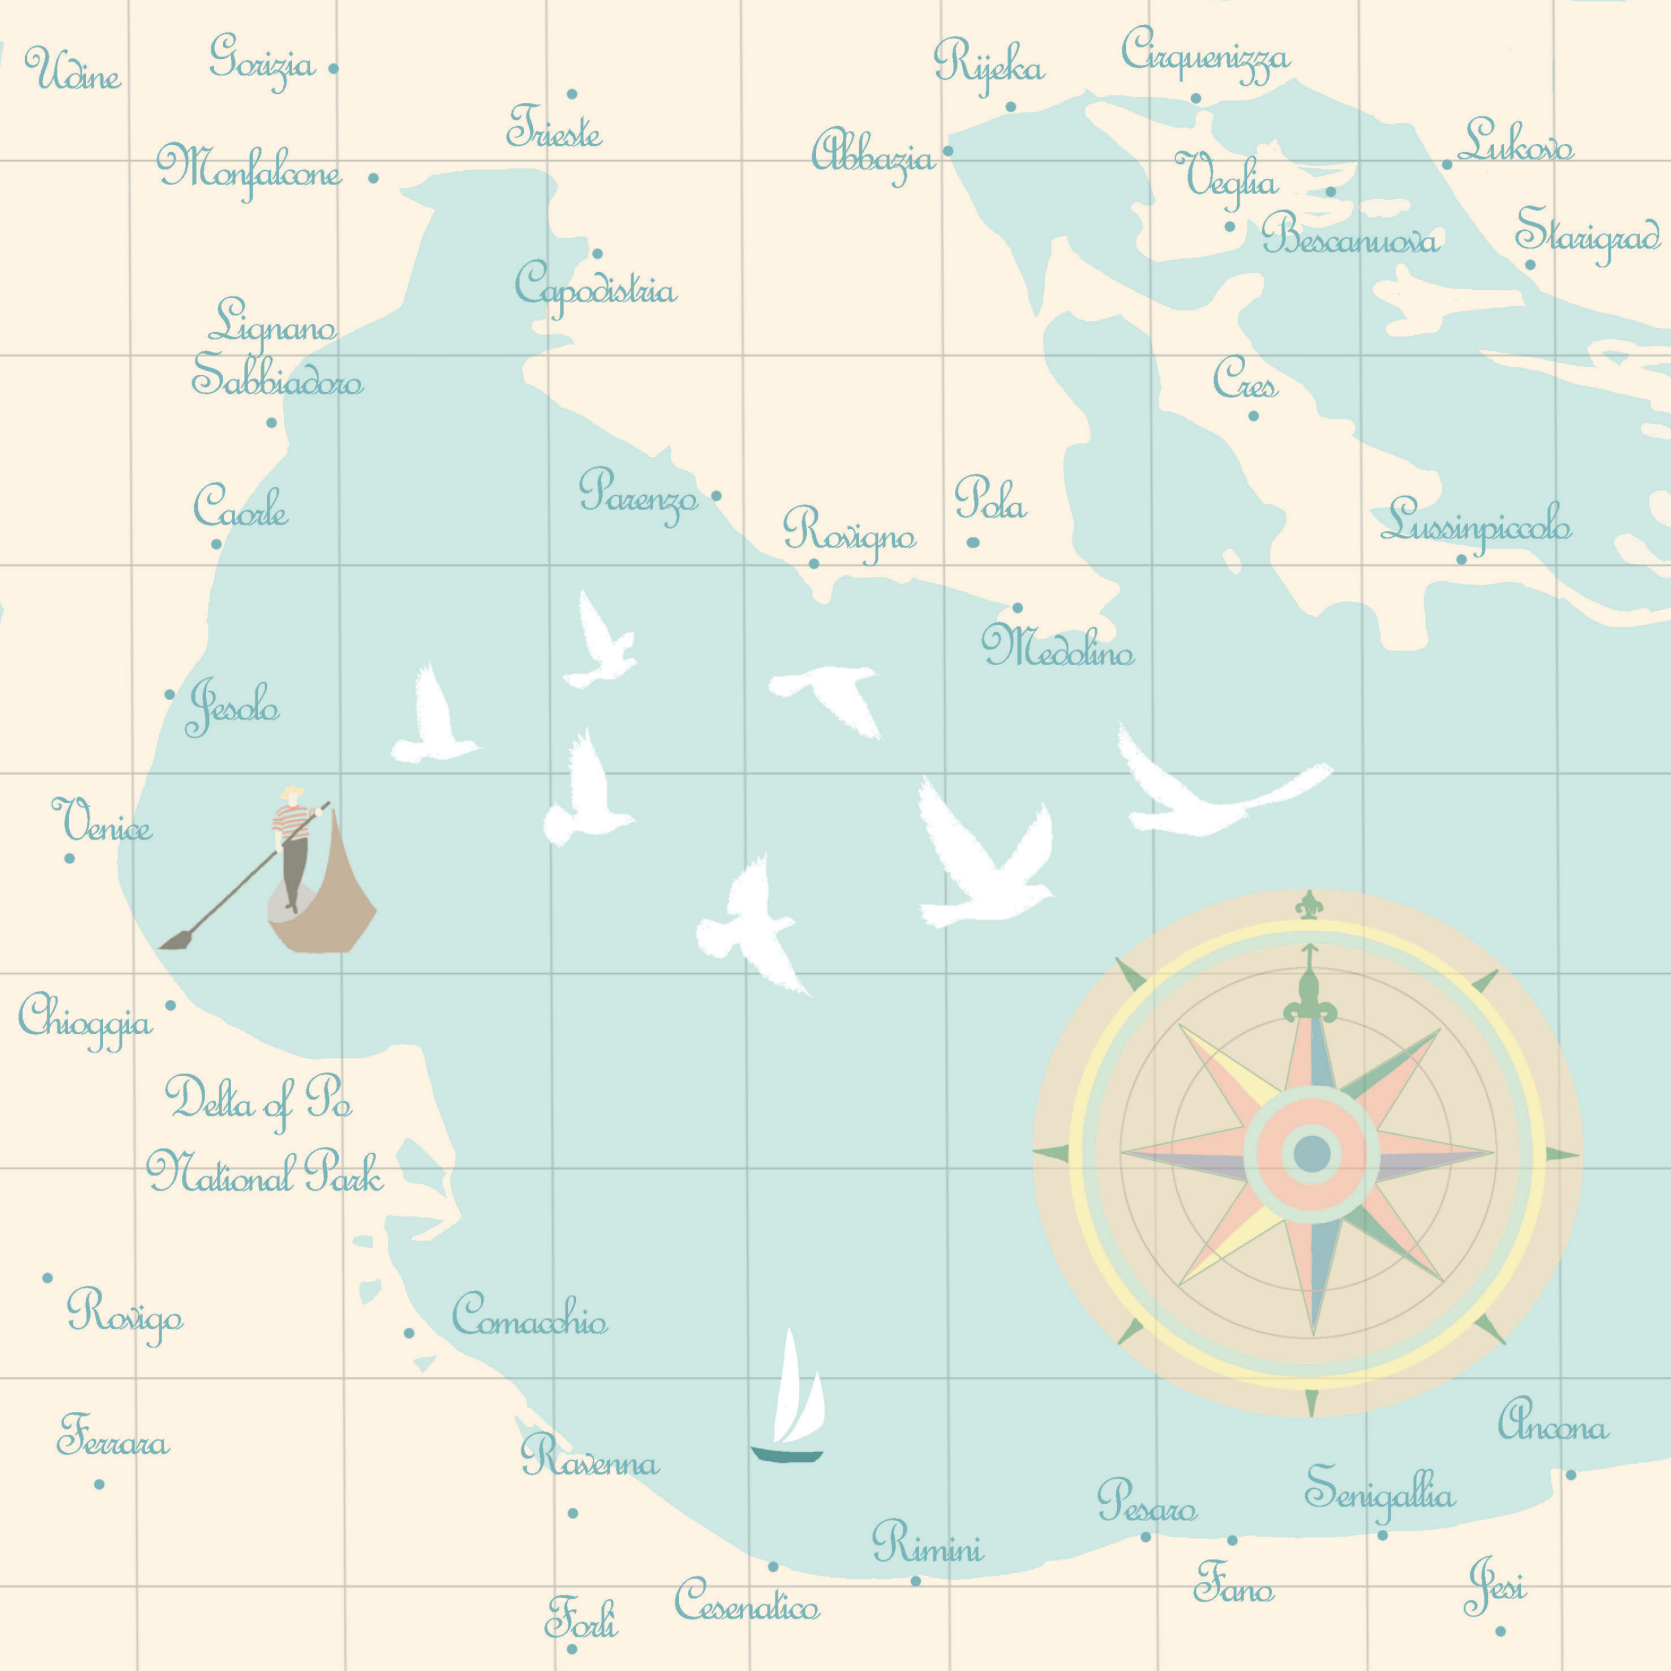 Udine
Gorizia
Rijeka
Cirquenizza
Trieste
Monfalcone
Abbazia
Lukovo
Veglia
Bescanuova
Starigrad
Capodistria
Lignano
Sabbiadoro
Cres
Caorle
Parenzo
Rovigno
Pola
Lussinpiccolo
Medolino
Jesolo
Venice
Chioggia
Delta of Po
National Park
Rovigo
Comacchio
Ferrara
Ravenna
Ancona
Pesaro
Senigallia
Rimini
Cesenatico
Forlì
Fano
Jesi